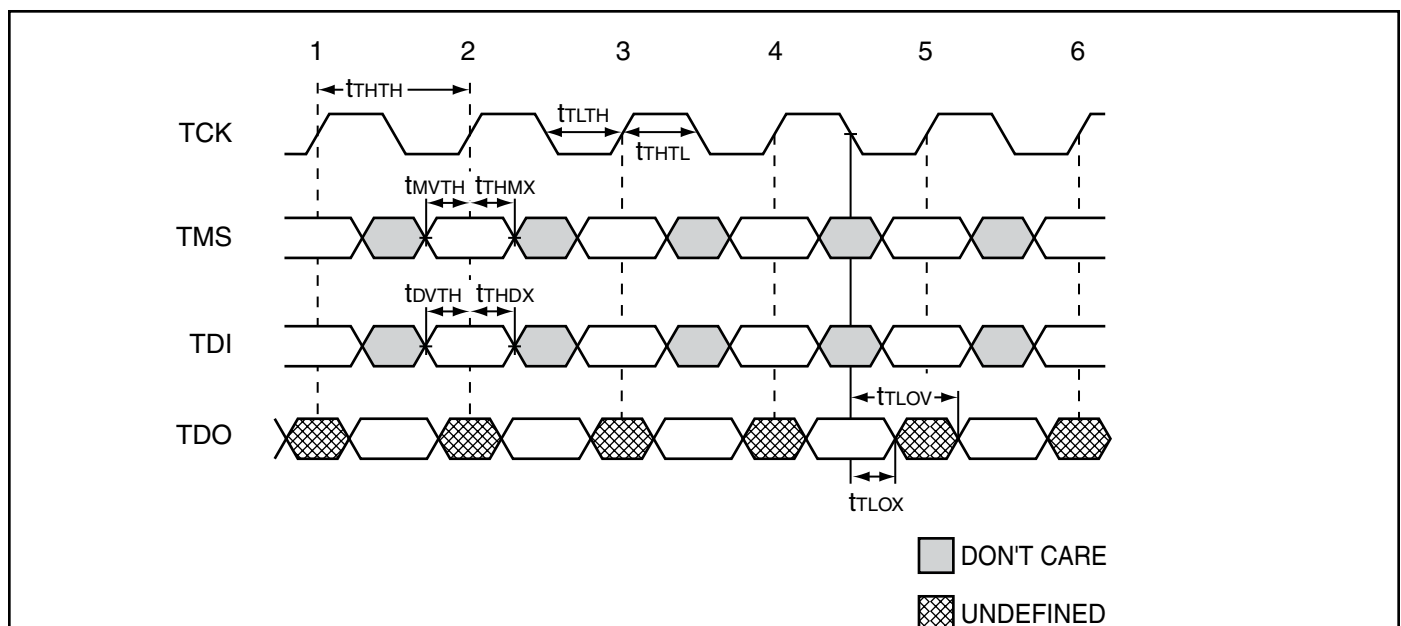 1 2 3 4 5 6
tTHTH
tTLTH
TCK
tTHTL
tMVTH tTHMX
TMS
tDVTH tTHDX
TDI
tTLOV
TDO
tTLOX
DON'T CARE
UNDEFINED